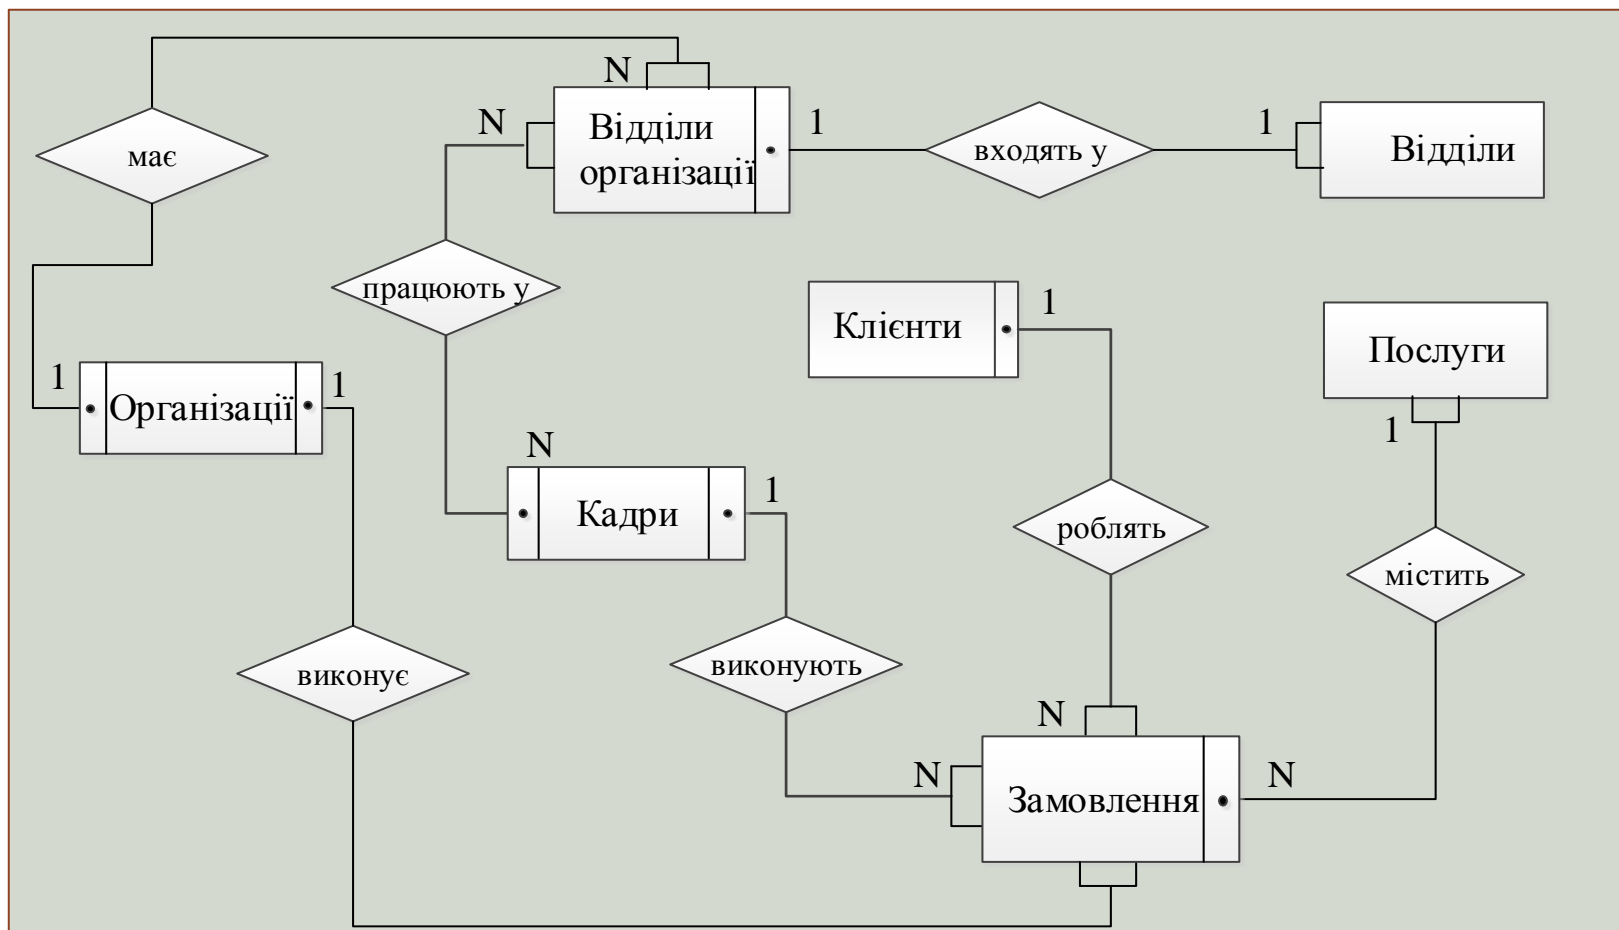 N
N
Відділи
організації
1
входять у
1
Відділи
має
працюють у
Клієнти
1
Послуги
1
Організації
1
1
N
Кадри
1
роблять
містить
виконує
виконують
N
N
Замовлення
N